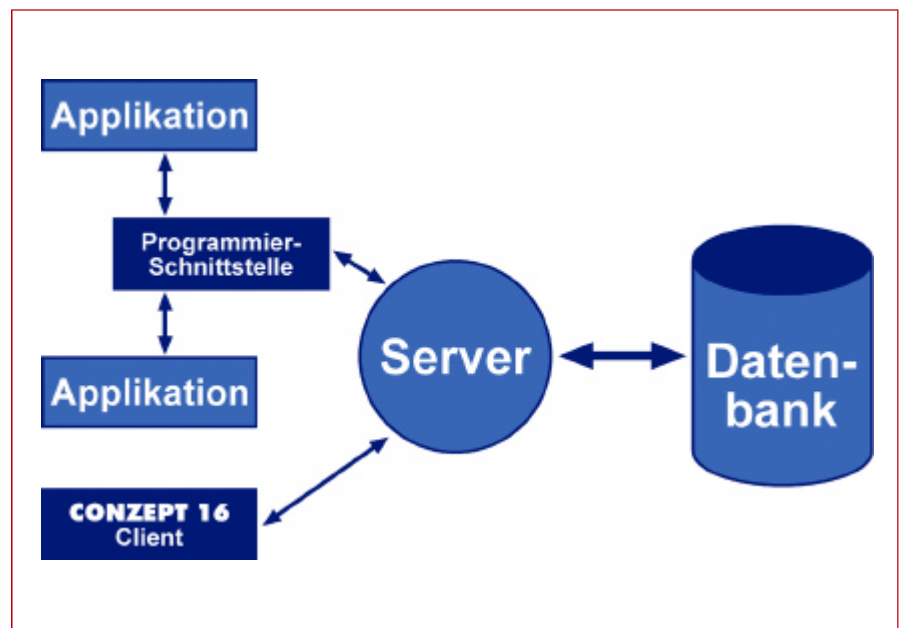 Applikation
Programmier-
Schnittstelle
Applikation
CONZEPT 16
Client
Server
Daten-
bank